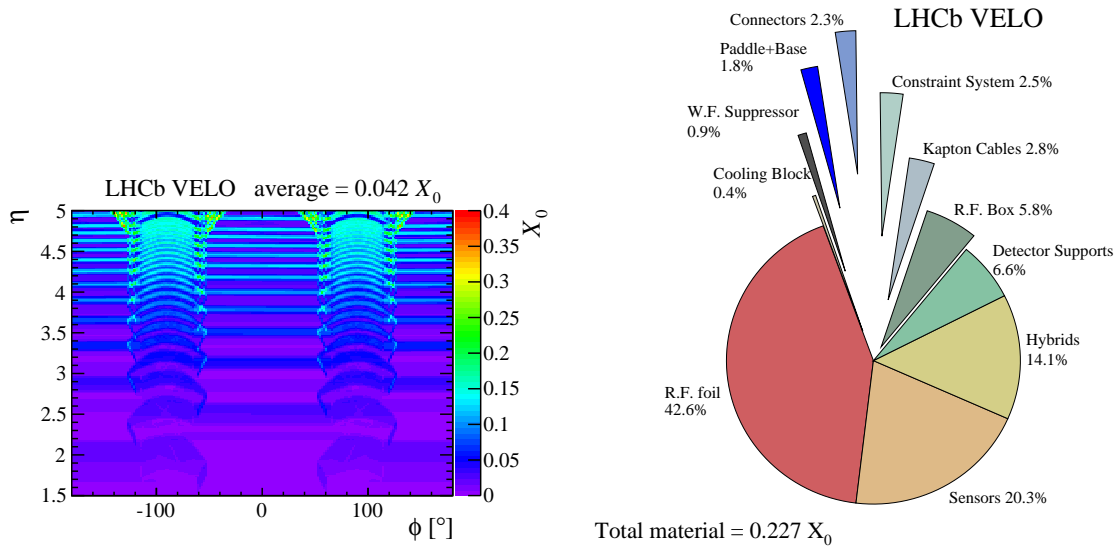 LHCb VELO average = 0.042 X0
η
5
4.5
4
3.5
3
2.5
2
1.5
-100 0 100
ϕ [°]
0.4
0.35
0.3
0.25
0.2
0.15
0.1
0.05
0
X0
LHCb VELO
Connectors 2.3%
Paddle+Base
1.8%
W.F. Suppressor
0.9%
Cooling Block
0.4%
Constraint System 2.5%
Kapton Cables 2.8%
R.F. Box 5.8%
Detector Supports
6.6%
Hybrids
14.1%
R.F. foil
42.6%
Sensors 20.3%
Total material = 0.227 X0